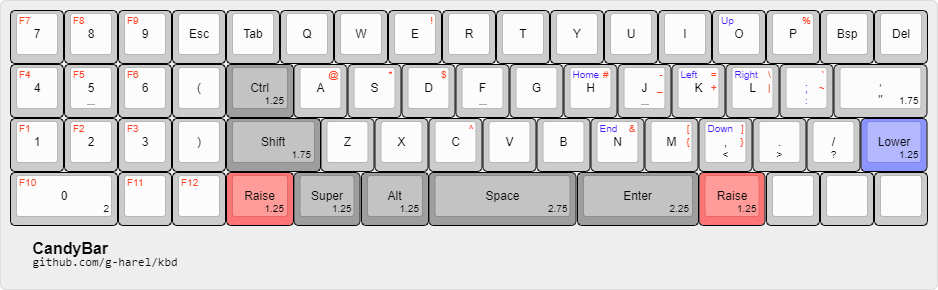 F7 F8 F9 ! Up %
7 8 9 Esc Tab Q W E R T Y U I O P Bsp Del
F4 F5 F6 @ * $ Home # - Left = Right \ `
4 5 6 ( Ctrl A S D F G H J _ K + L | ; ~ '
_ 1.25 _ _ : " 1.75
F1 F2 F3 ^ End & [ Down ]
1 2 3 ) Shift Z X C V B N M { , } . / Lower
1.75 < > ? 1.25
F10 F11 F12
0 Raise Super Alt Space Enter Raise
2 1.25 1.25 1.25 2.75 2.25 1.25
CandyBar
github.com/g-harel/kbd